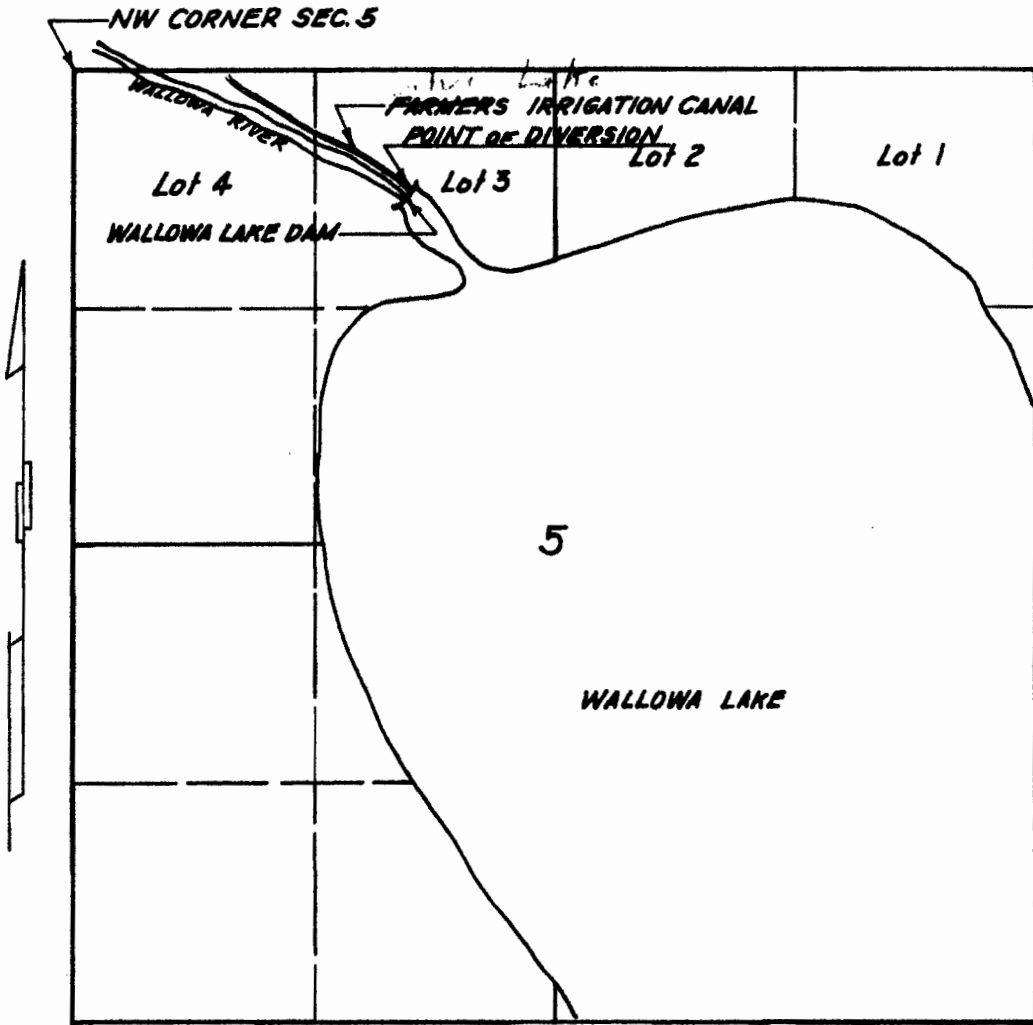 NW CORNER SEC. 5
Lake
WALLOWA RIVER
FARMERS IRRIGATION CANAL
POINT OF DIVERSION
Lot 4
Lot 3
Lot 2
Lot 1
WALLOWA LAKE DAM
5
WALLOWA LAKE